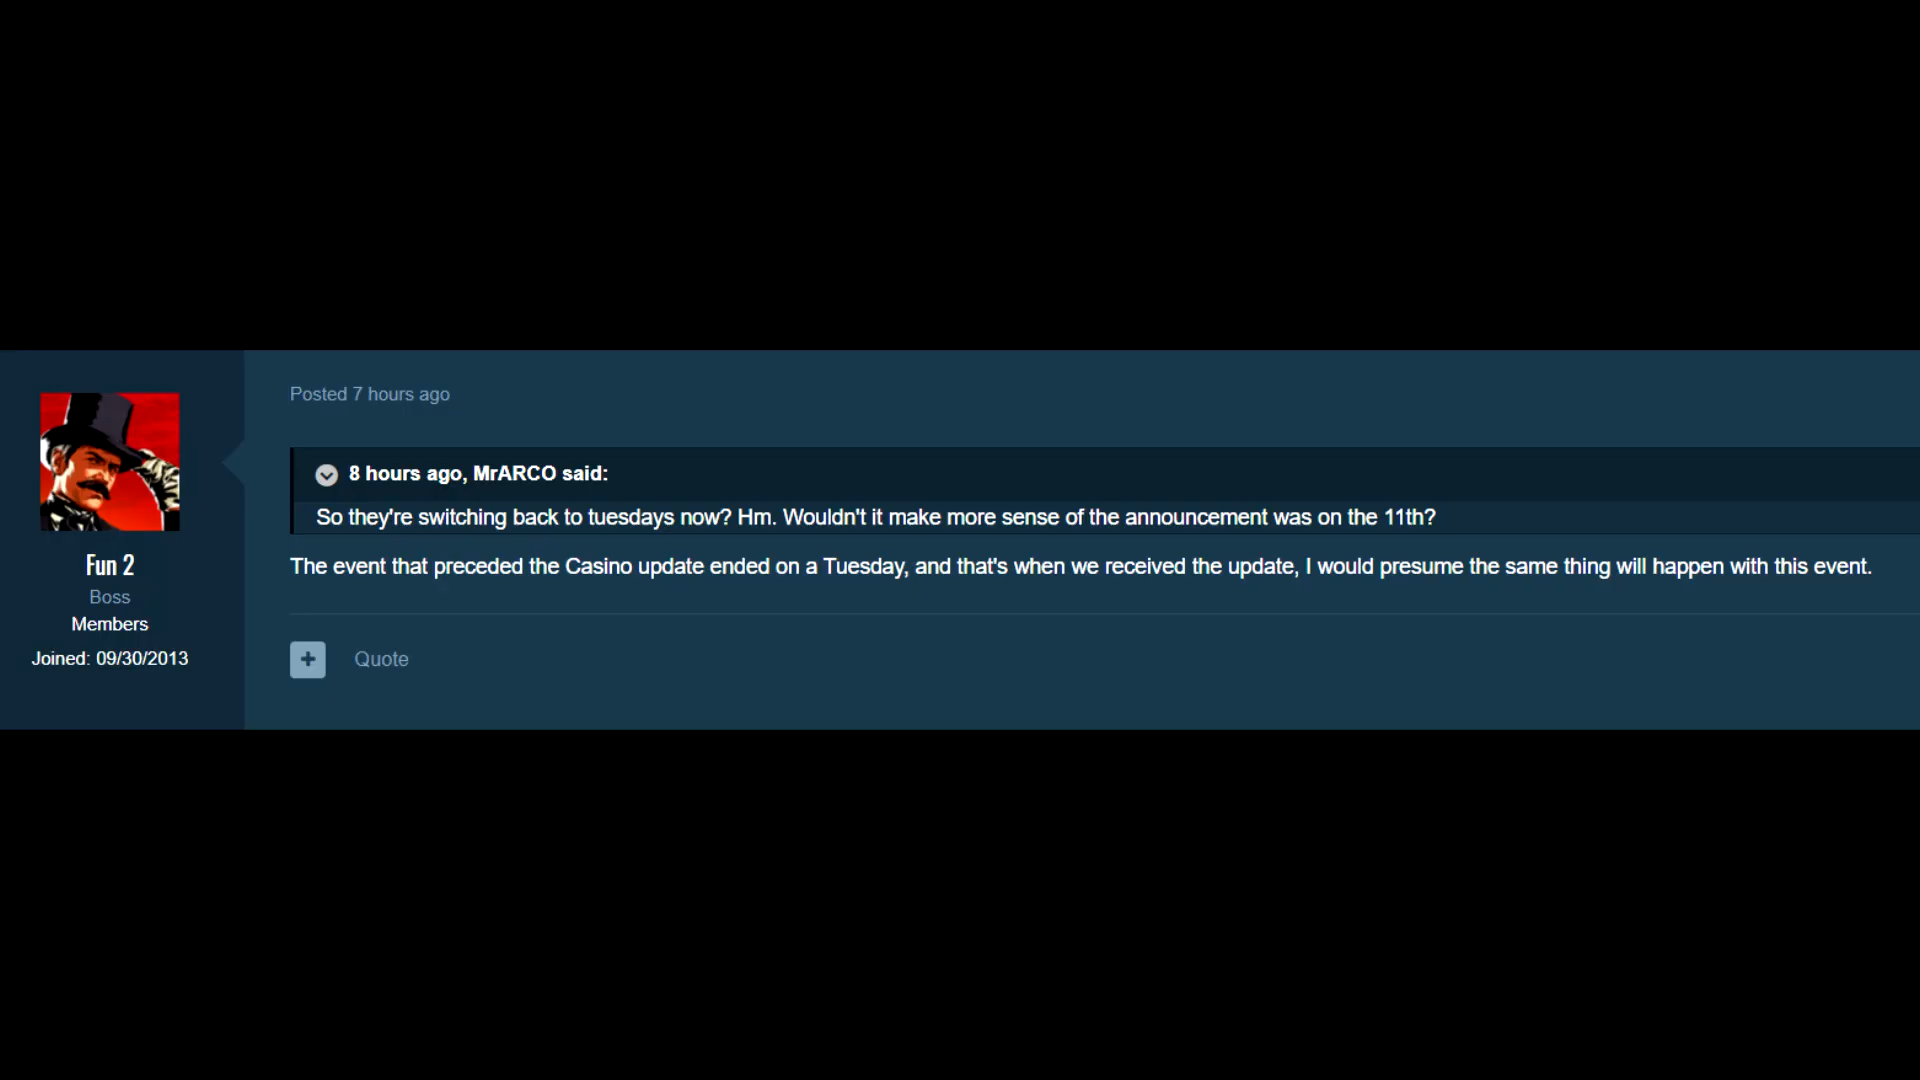 Posted 7 hours ago
8 hours ago, MrARCO said:
So they're switching back to tuesdays now? Hm. Wouldn't it make more sense of the announcement was on the 11th?
The event that preceded the Casino update ended on a Tuesday, and that's when we received the update, I would presume the same thing will happen with this event.
Fun 2
Boss
Members
Joined: 09/30/2013
+ Quote